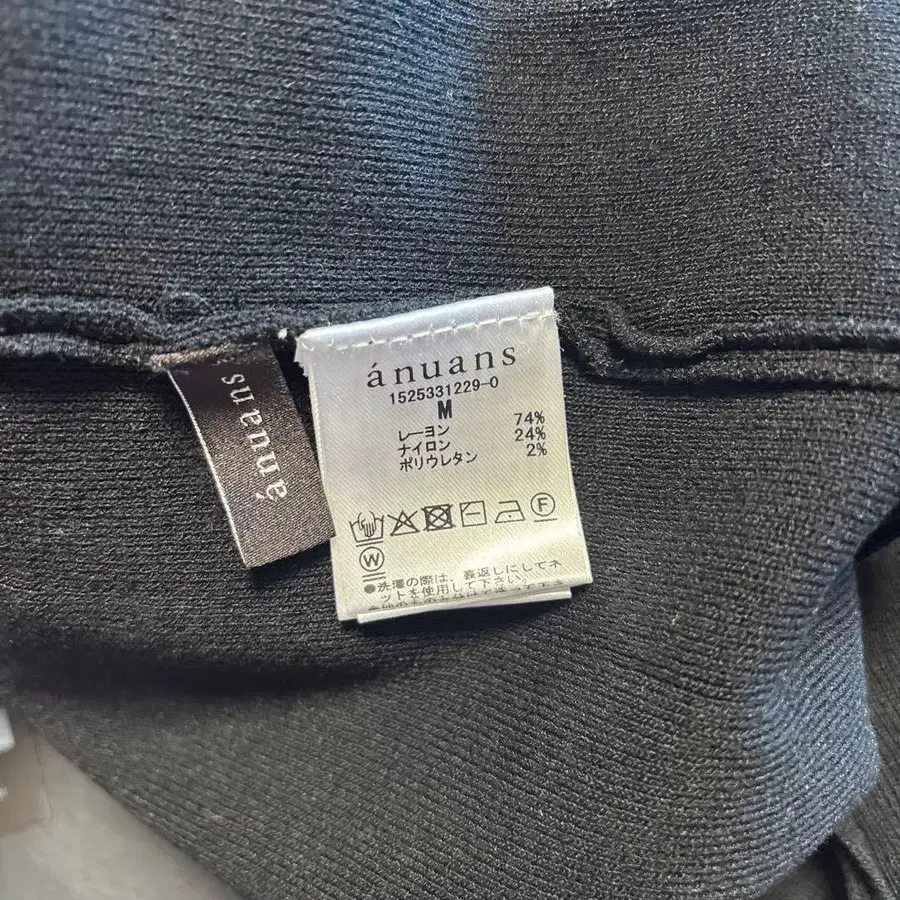 ánuans
ánuans
1525331229-0
M
レーヨン 74%
ナイロン 24%
ポリウレタン 2%
F
W
●洗濯の際は、裏返しにしてネ
ットを使用して下さい。